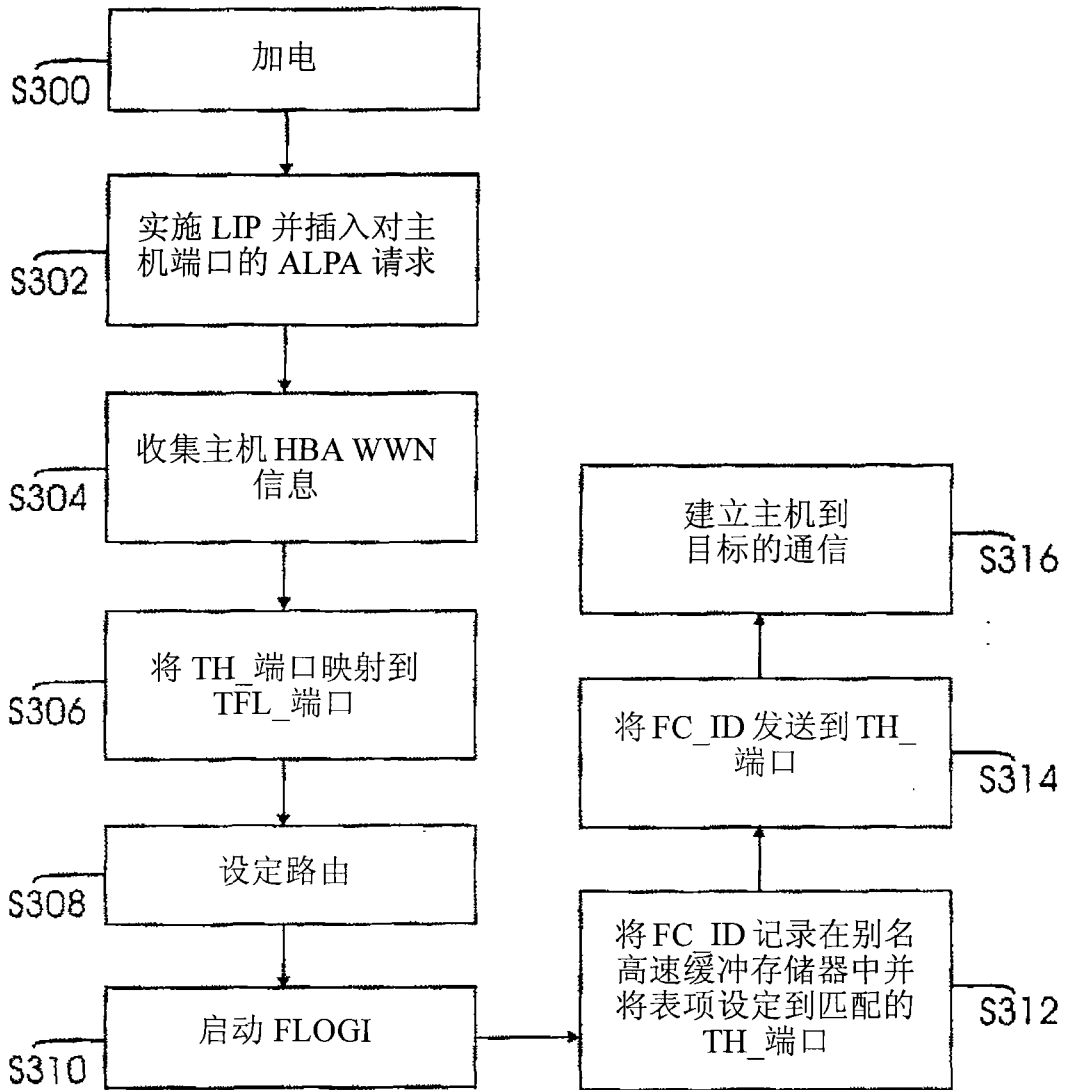 加电
S300
实施 LIP 并插入对主
机端口的 ALPA 请求
S302
收集主机 HBA WWN
信息
S304
将 TH_端口映射到
TFL_端口
S306
设定路由
S308
启动 FLOGI
S310
将 FC_ID 记录在别名
高速缓冲存储器中并
将表项设定到匹配的
TH_端口
S312
将 FC_ID 发送到 TH_
端口
S314
建立主机到
目标的通信
S316